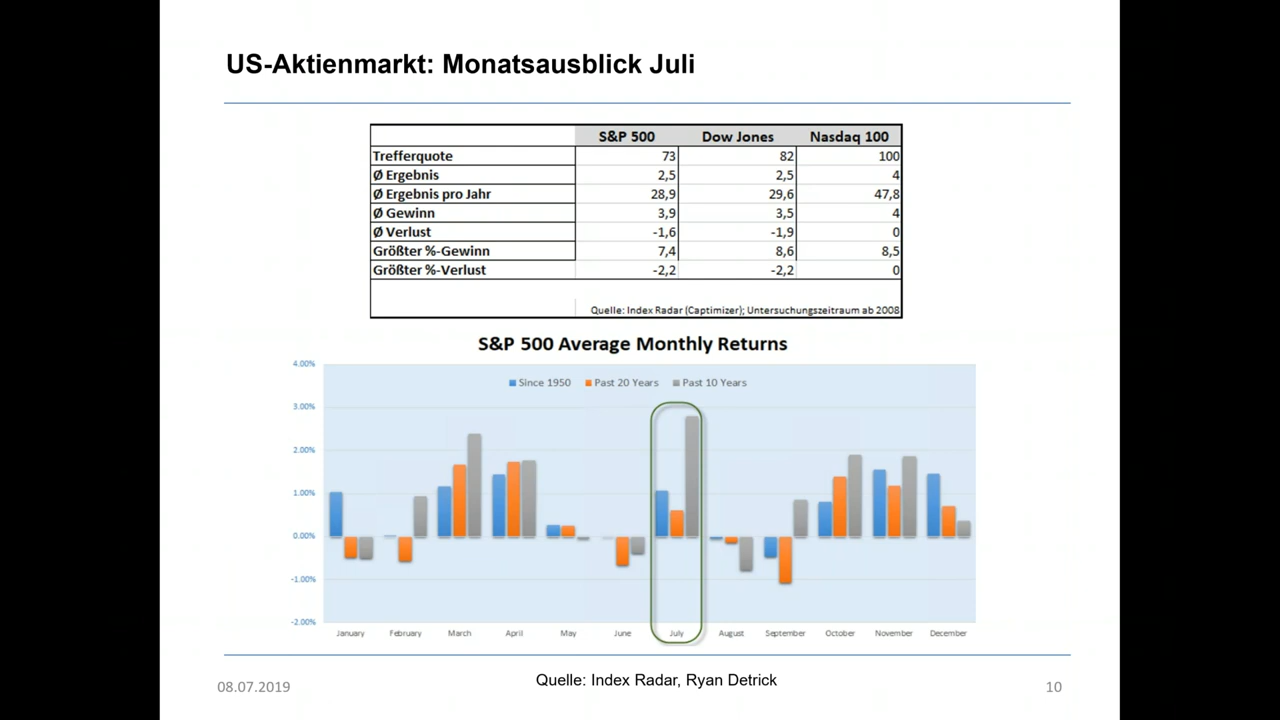 US-Aktienmarkt: Monatsausblick Juli
S&P 500 Dow Jones Nasdaq 100
Trefferquote 73 82 100
Ø Ergebnis 2,5 2,5 4
Ø Ergebnis pro Jahr 28,9 29,6 47,8
Ø Gewinn 3,9 3,5 4
Ø Verlust -1,6 -1,9 0
Größter %-Gewinn 7,4 8,6 8,5
Größter %-Verlust -2,2 -2,2 0
Quelle: Index Radar (Captimizer); Untersuchungszeitraum ab 2008
S&P 500 Average Monthly Returns
4.00%
Since 1950 Past 20 Years Past 10 Years
3.00%
2.00%
1.00%
0.00%
-1.00%
-2.00%
January February March April May June July August September October November December
08.07.2019 Quelle: Index Radar, Ryan Detrick 10